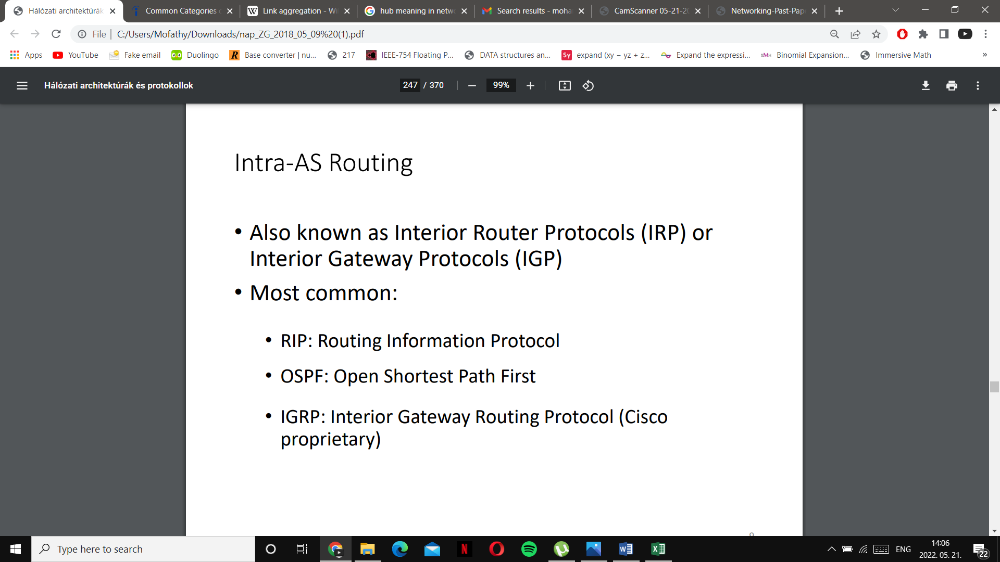 Hálózati architektúrák
Common Categories
Link aggregation - Wi
hub meaning in netw
Search results - moha
CamScanner 05-21-20
Networking-Past-Pap
File
C:/Users/Mofathy/Downloads/nap_ZG_2018_05_09%20(1).pdf
Apps
YouTube
Fake email
Duolingo
Base converter | nu...
217
IEEE-754 Floating P...
DATA structures an...
Sy
expand (xy − yz + z...
Expand the expressi...
Binomial Expansion...
Immersive Math
»
Hálózati architektúrák és protokollok
247 / 370
99%
Intra-AS Routing
• Also known as Interior Router Protocols (IRP) or
Interior Gateway Protocols (IGP)
• Most common:
• RIP: Routing Information Protocol
• OSPF: Open Shortest Path First
• IGRP: Interior Gateway Routing Protocol (Cisco
proprietary)
Type here to search
ENG
14:06
2022. 05. 21.
22